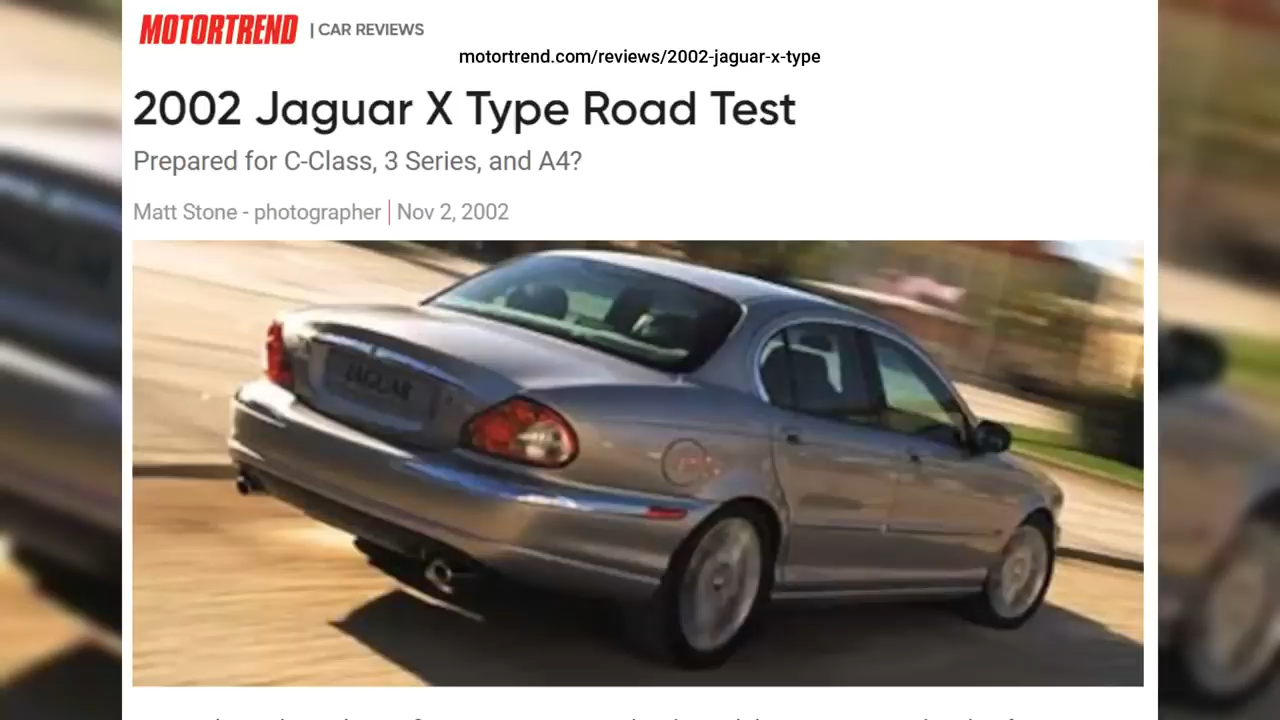 MOTORTREND | CAR REVIEWS
motortrend.com/reviews/2002-jaguar-x-type
2002 Jaguar X Type Road Test
Prepared for C-Class, 3 Series, and A4?
Matt Stone - photographer | Nov 2, 2002
JAGUAR